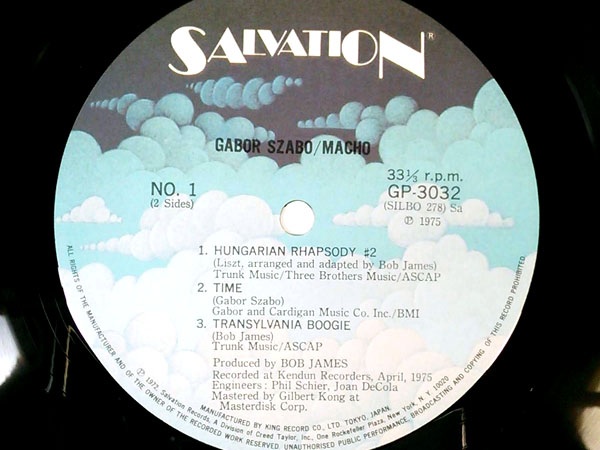 SALVATION®
GABOR SZABO/MACHO
NO. 1
(2 Sides)
33⅓ r.p.m.
GP-3032
(SILBO 278) Sa
Ⓟ 1975
1. HUNGARIAN RHAPSODY #2
(Liszt, arranged and adapted by Bob James)
Trunk Music/Three Brothers Music/ASCAP
2. TIME
(Gabor Szabo)
Gabor and Cardigan Music Co. Inc./BMI
3. TRANSYLVANIA BOOGIE
(Bob James)
Trunk Music/ASCAP
Produced by BOB JAMES
Recorded at Kendun Recorders, April, 1975
Engineers : Phil Schier, Joan DeCola
Mastered by Gilbert Kong at
Masterdisk Corp.
MANUFACTURED BY KING RECORD CO., LTD. TOKYO, JAPAN.
Ⓟ 1972, Salvation Records, A Division of Creed Taylor, Inc., One Rockefeller Plaza, New York, N. Y. 10020
ALL RIGHTS OF THE MANUFACTURER AND OF THE OWNER OF THE RECORDED WORK RESERVED. UNAUTHORISED PUBLIC PERFORMANCE, BROADCASTING AND COPYING OF THIS RECORD PROHIBITED.